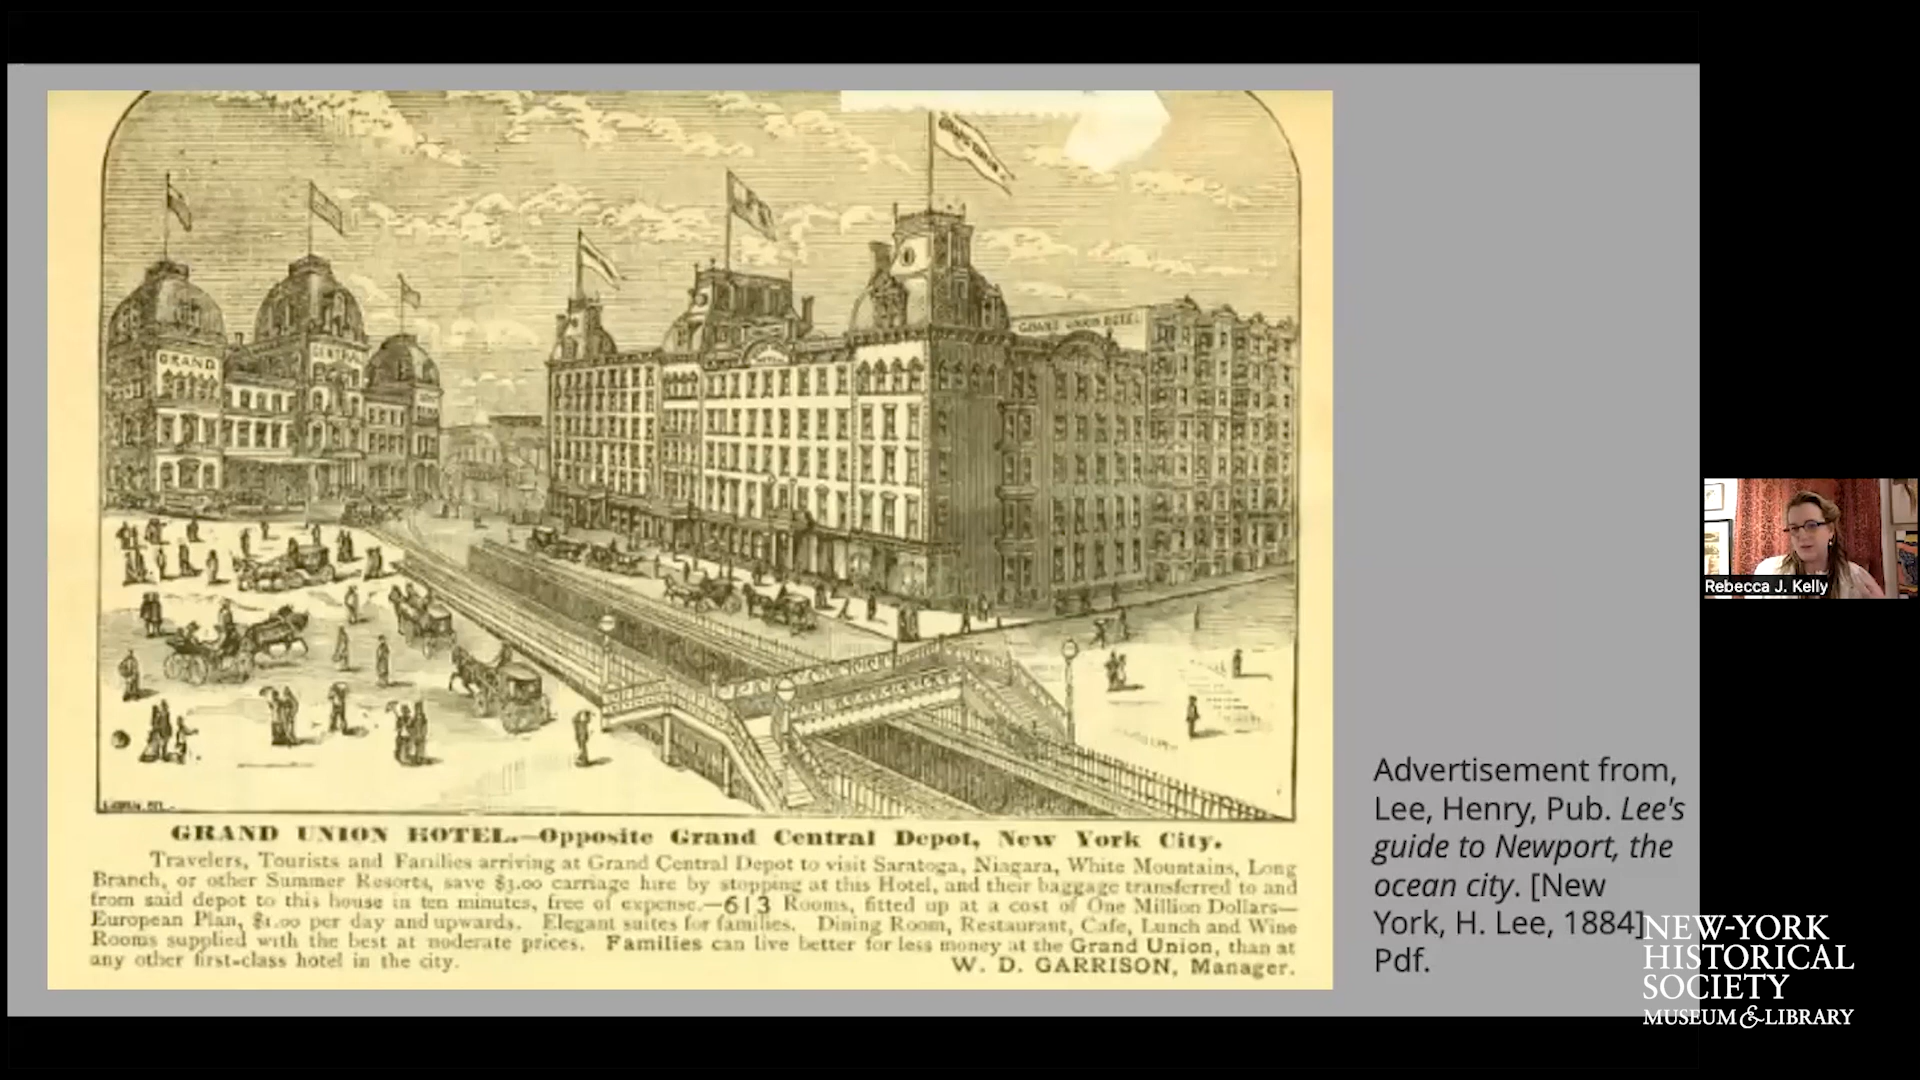 GRAND
CENTRAL
GRAND UNION HOTEL
GRAND UNION HOTEL.—Opposite Grand Central Depot, New York City.
Travelers, Tourists and Families arriving at Grand Central Depot to visit Saratoga, Niagara, White Mountains, Long
Branch, or other Summer Resorts, save $3.00 carriage hire by stopping at this Hotel, and their baggage transferred to and
from said depot to this house in ten minutes, free of expense.—613 Rooms, fitted up at a cost of One Million Dollars—
European Plan, $1.00 per day and upwards. Elegant suites for families. Dining Room, Restaurant, Cafe, Lunch and Wine
Rooms supplied with the best at moderate prices. Families can live better for less money at the Grand Union, than at
any other first-class hotel in the city.
W. D. GARRISON, Manager.
Advertisement from,
Lee, Henry, Pub. Lee's
guide to Newport, the
ocean city. [New
York, H. Lee, 1884]
Pdf.
Rebecca J. Kelly
NEW-YORK
HISTORICAL
SOCIETY
MUSEUM & LIBRARY